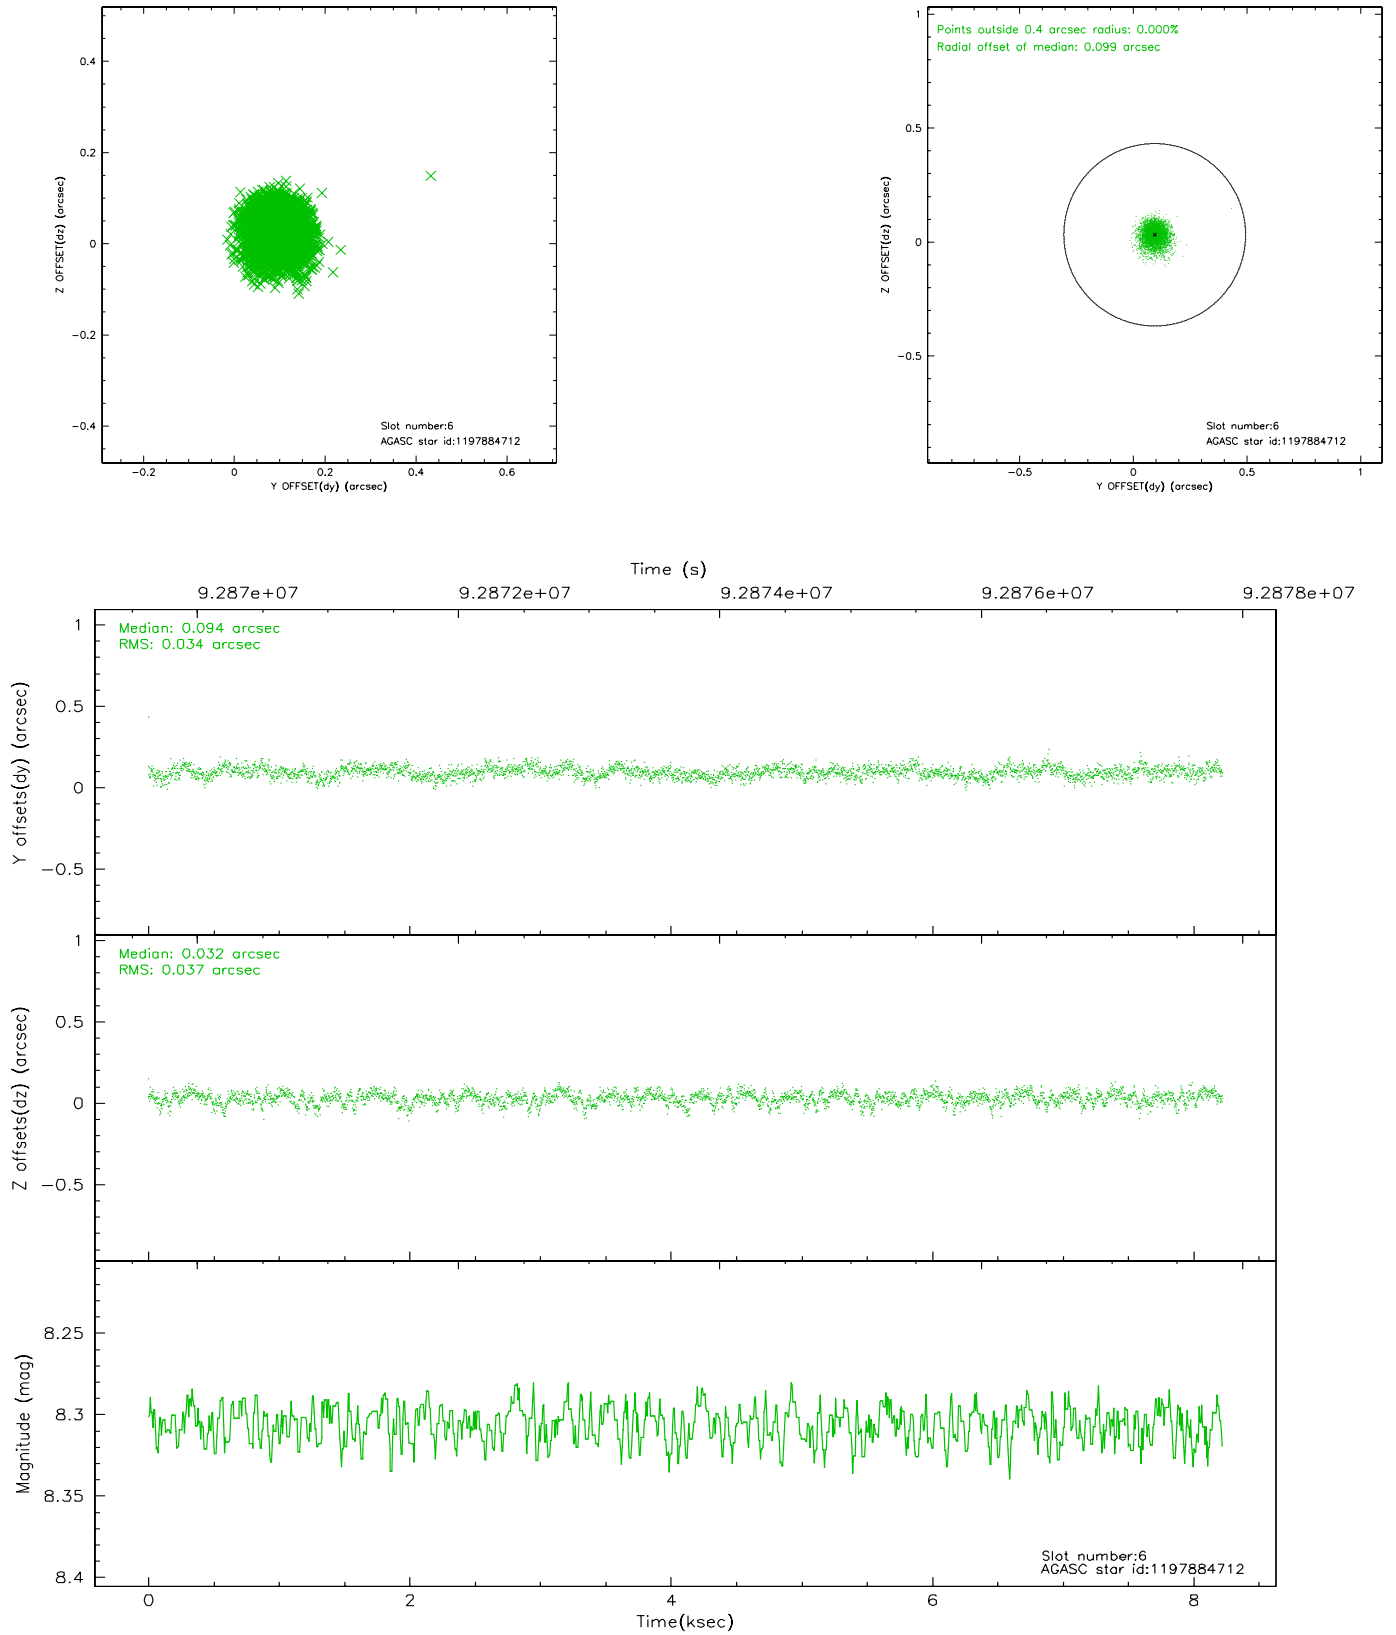 0.4
0.2
0
−0.2
−0.4
Z OFFSET(dz) (arcsec)
Slot number:6
AGASC star id:1197884712
−0.2 0 0.2 0.4 0.6
Y OFFSET(dy) (arcsec)
Points outside 0.4 arcsec radius: 0.000%
Radial offset of median: 0.099 arcsec
1
0.5
0
−0.5
Z OFFSET(dz) (arcsec)
Slot number:6
AGASC star id:1197884712
−0.5 0 0.5 1
Y OFFSET(dy) (arcsec)
Time (s)
9.287e+07 9.2872e+07 9.2874e+07 9.2876e+07 9.2878e+07
Median: 0.094 arcsec
RMS: 0.034 arcsec
1
0.5
0
−0.5
Y offsets(dy) (arcsec)
Median: 0.032 arcsec
RMS: 0.037 arcsec
1
0.5
0
−0.5
Z offsets(dz) (arcsec)
8.25
8.3
8.35
8.4
Magnitude (mag)
Slot number:6
AGASC star id:1197884712
0 2 4 6 8
Time(ksec)